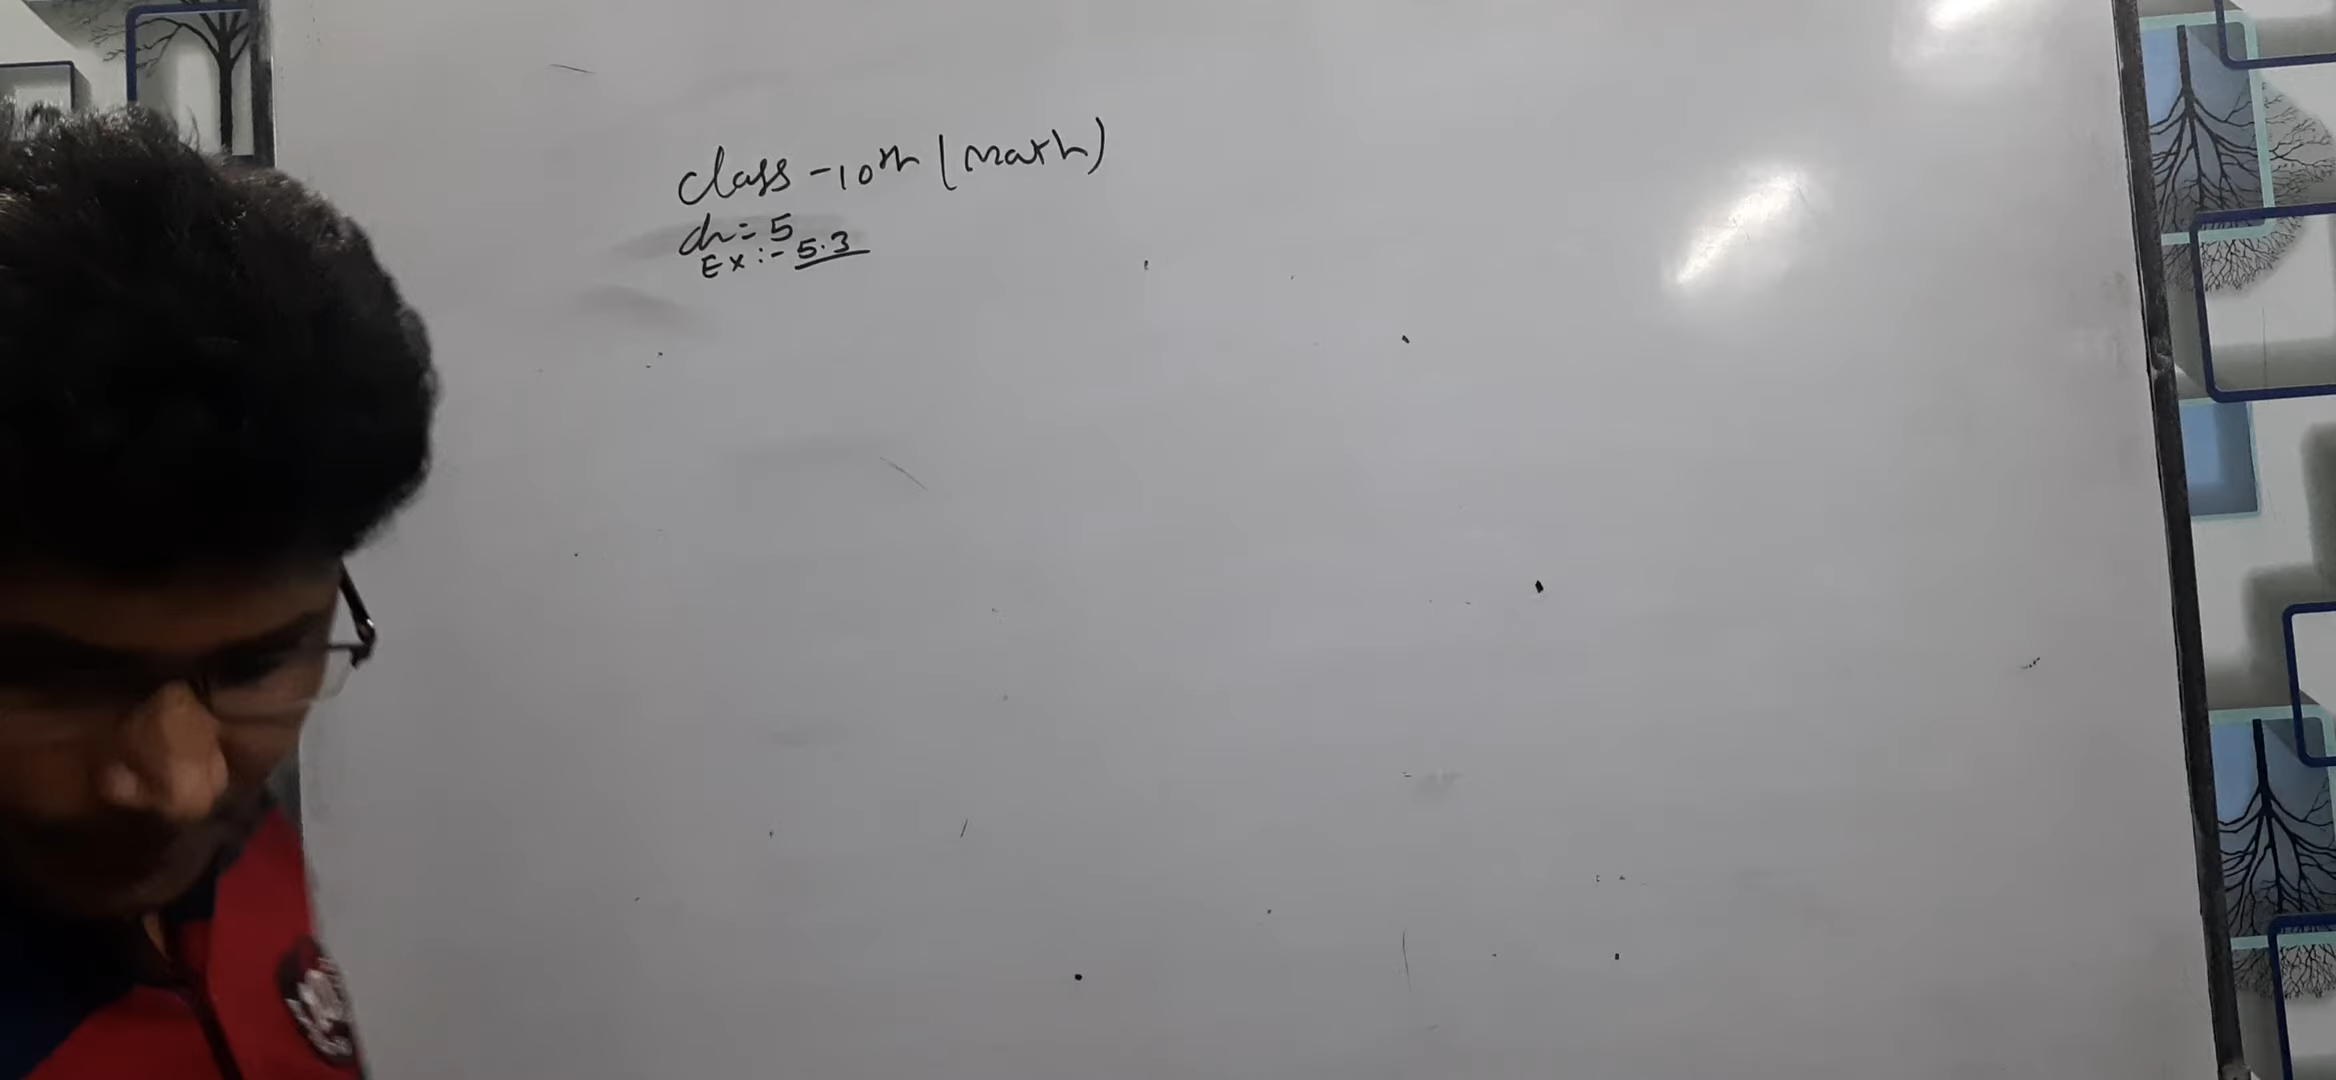 class - 10th (math)
ch = 5
Ex :- 5.3